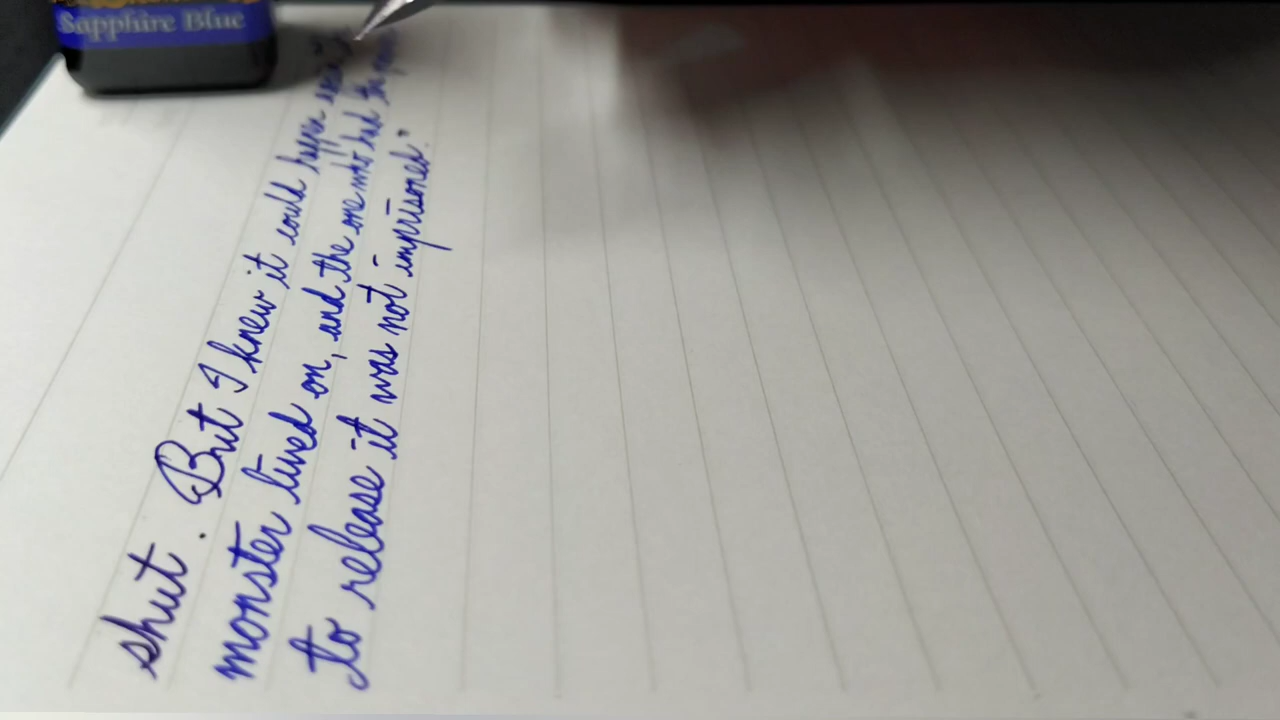 Sapphire Blue
shut. But I knew it could happen
monster lived on, and the one who had the
to release it was not imprisoned."